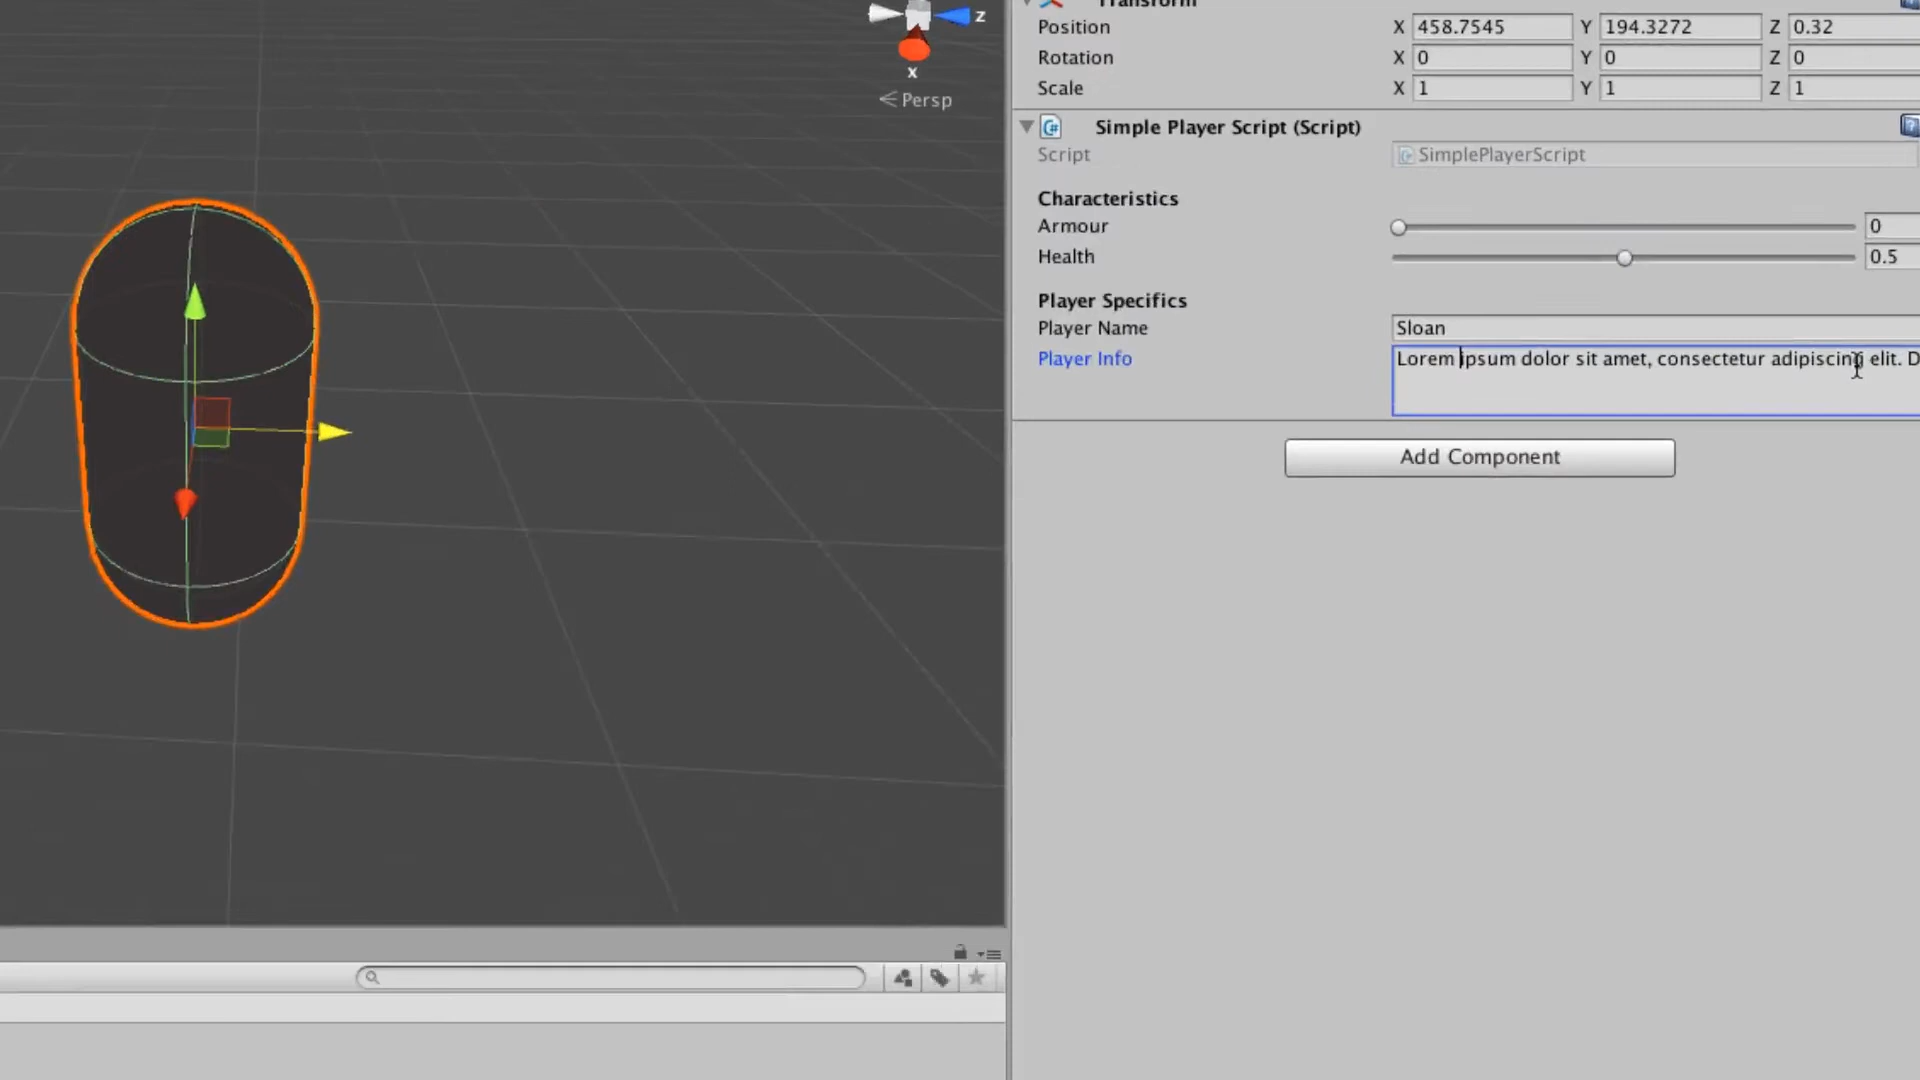 Transform
Position X 458.7545 Y 194.3272 Z 0.32
Rotation X 0 Y 0 Z 0
Scale X 1 Y 1 Z 1
z
x
Persp
Simple Player Script (Script)
Script SimplePlayerScript
Characteristics
Armour 0
Health 0.5
Player Specifics
Player Name Sloan
Player Info Lorem ipsum dolor sit amet, consectetur adipiscing elit. D
Add Component